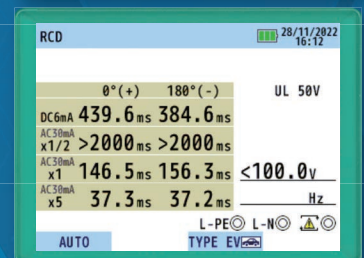 RCD 28/11/2022
16:12
0°(+) 180°(-) UL 50V
DC6mA 439.6ms 384.6ms
AC30mA
x1/2 >2000ms >2000ms
AC30mA
x1 146.5ms 156.3ms <100.0v
AC30mA
x5 37.3ms 37.2ms Hz
L-PE L-N
AUTO TYPE EV